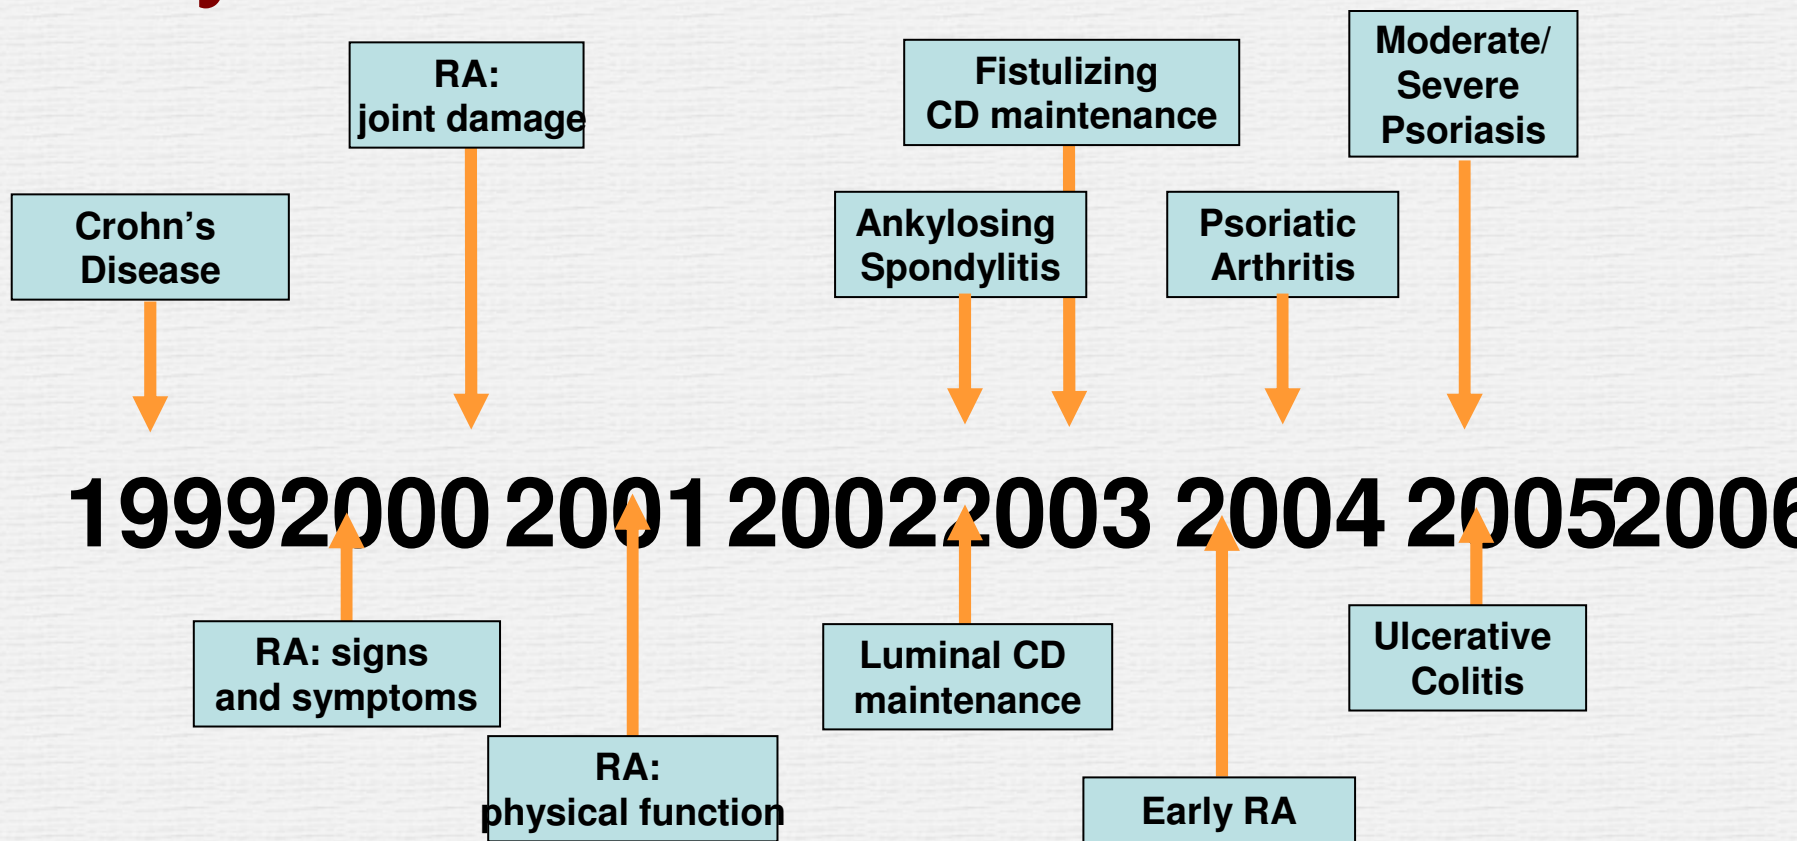 RA:
joint damage
Fistulizing
CD maintenance
Moderate/
Severe
Psoriasis
Crohn’s
Disease
Ankylosing
Spondylitis
Psoriatic
Arthritis
1999 2000 2001 2002 2003 2004 2005 2006
RA: signs
and symptoms
Luminal CD
maintenance
Ulcerative
Colitis
RA:
physical function
Early RA